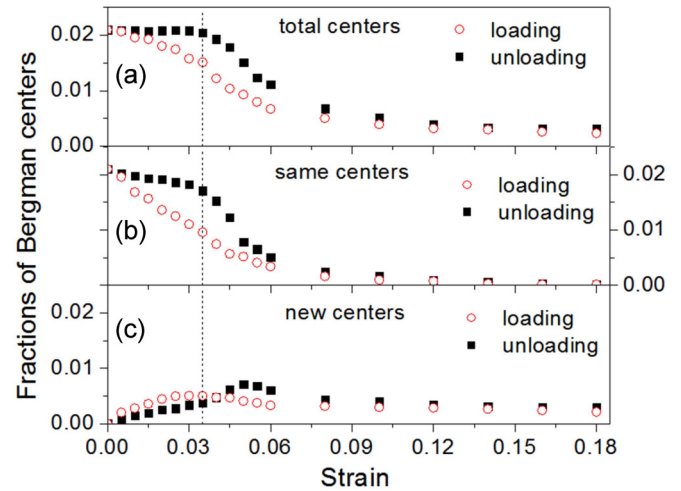 total centers
loading
unloading
(a)
0.02
0.01
0.00
same centers
loading
unloading
(b)
0.02
0.01
0.00
new centers
loading
unloading
(c)
0.02
0.01
0.00
0.00 0.03 0.06 0.09 0.12 0.15 0.18
Strain
Fractions of Bergman centers